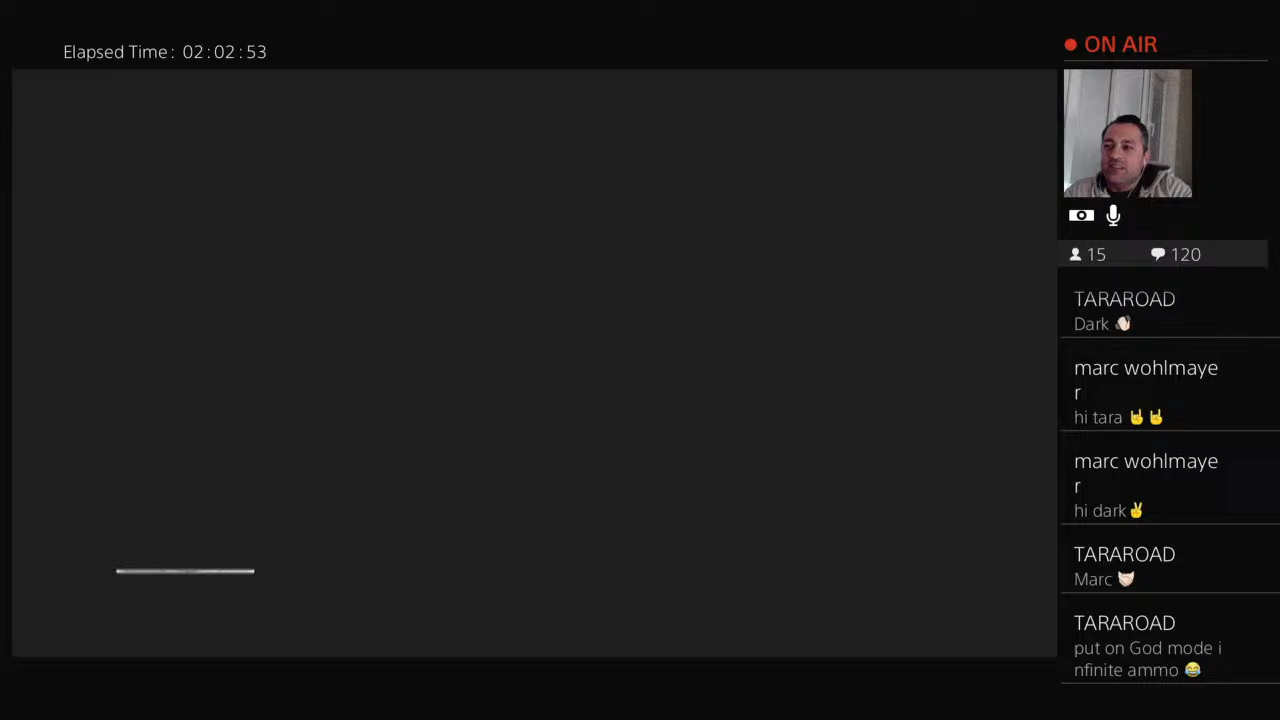 Elapsed Time: 02:02:53
ON AIR
15 120
TARAROAD
Dark 👋🏻
marc wohlmaye
r
hi tara 🤘🤘
marc wohlmaye
r
hi dark✌
TARAROAD
Marc 🤝🏻
TARAROAD
put on God mode i
nfinite ammo 😂